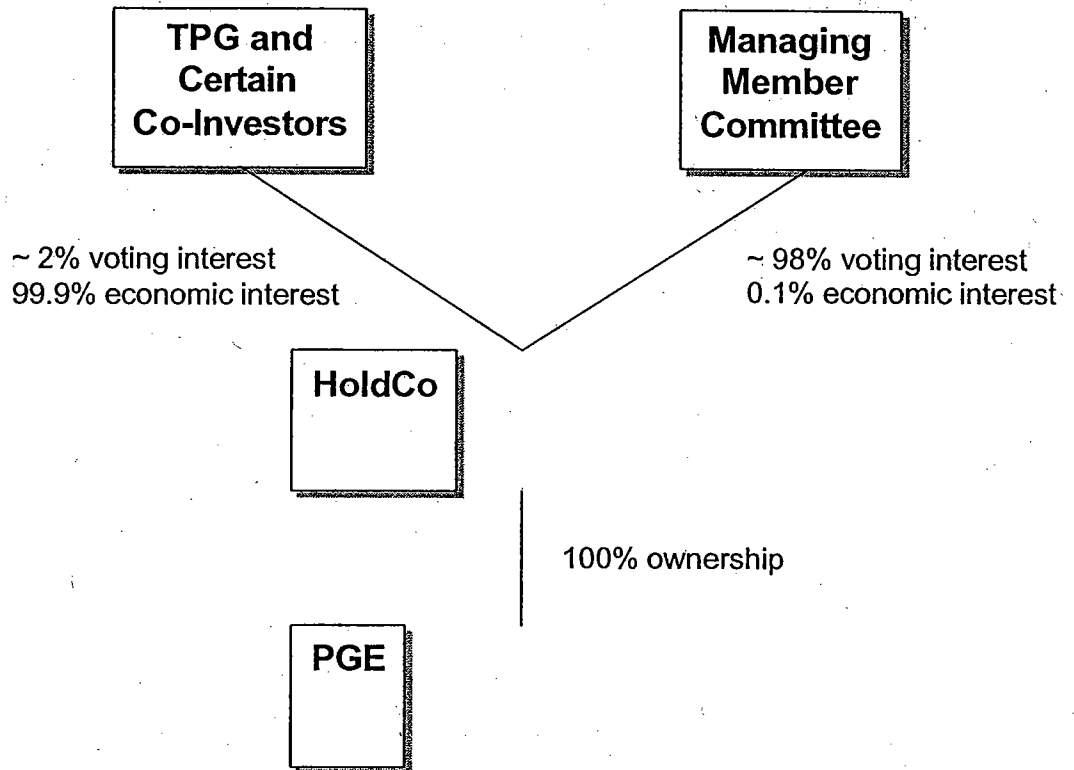 TPG and
Certain
Co-Investors
Managing
Member
Committee
~ 2% voting interest
99.9% economic interest
~ 98% voting interest
0.1% economic interest
HoldCo
100% ownership
PGE